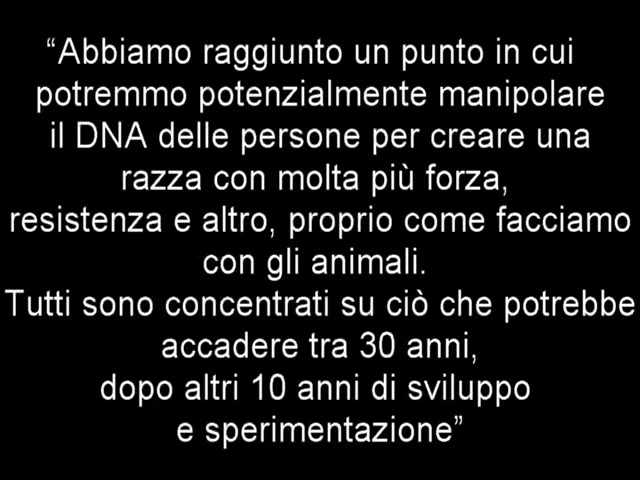 “Abbiamo raggiunto un punto in cui
potremmo potenzialmente manipolare
il DNA delle persone per creare una
razza con molta più forza,
resistenza e altro, proprio come facciamo
con gli animali.
Tutti sono concentrati su ciò che potrebbe
accadere tra 30 anni,
dopo altri 10 anni di sviluppo
e sperimentazione”